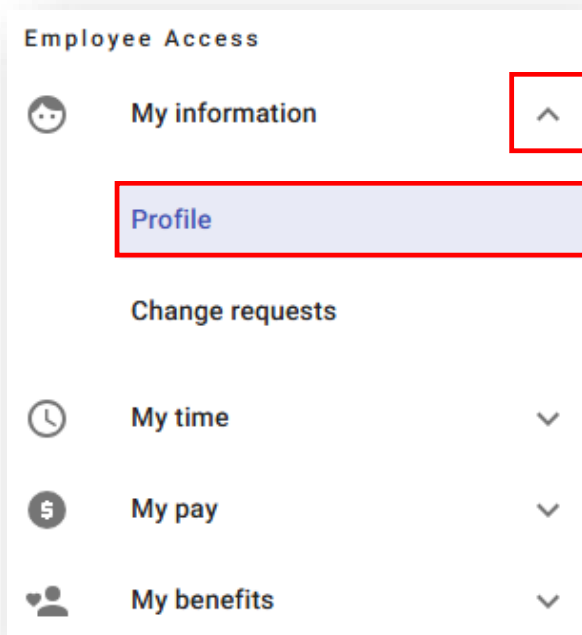 Employee Access
My information
Profile
Change requests
My time
$
My pay
My benefits